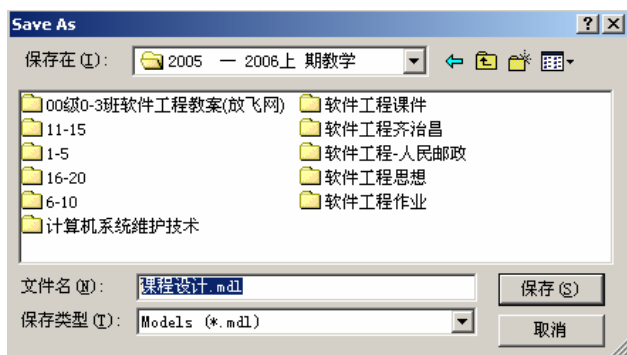 Save As
保存在(I): 2005 — 2006上 期教学
00级0-3班软件工程教案(放飞网)
11-15
1-5
16-20
6-10
计算机系统维护技术
软件工程课件
软件工程齐治昌
软件工程-人民邮政
软件工程思想
软件工程作业
文件名(N): 课程设计.mdl 保存(S)
保存类型(T): Models (*.mdl) 取消